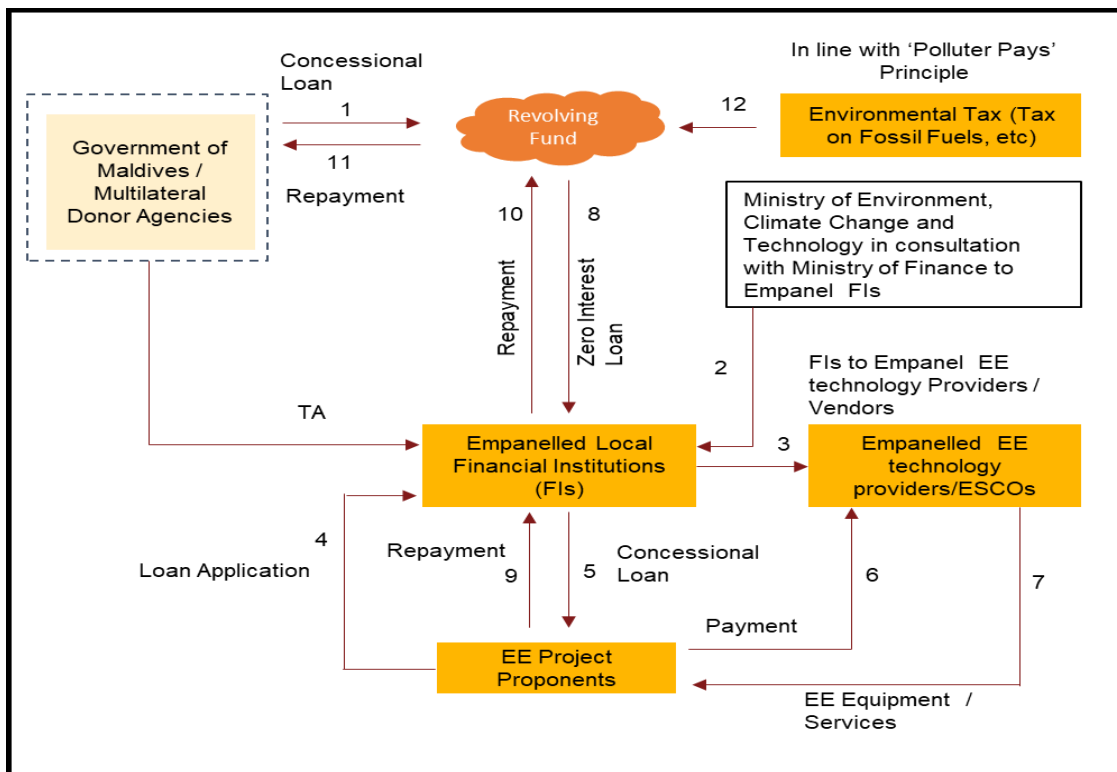 Concessional
Loan
1
11
Repayment
Government of
Maldives /
Multilateral
Donor Agencies
Revolving
Fund
12
In line with ‘Polluter Pays’
Principle
Environmental Tax (Tax
on Fossil Fuels, etc)
Ministry of Environment,
Climate Change and
Technology in consultation
with Ministry of Finance to
Empanel FIs
10
8
Repayment
Zero Interest
Loan
2
TA
FIs to Empanel EE
technology Providers /
Vendors
Empanelled Local
Financial Institutions
(FIs)
3
Empanelled EE
technology
providers/ESCOs
4
Loan Application
Repayment
9
5
Concessional
Loan
6
7
Payment
EE Project
Proponents
EE Equipment /
Services